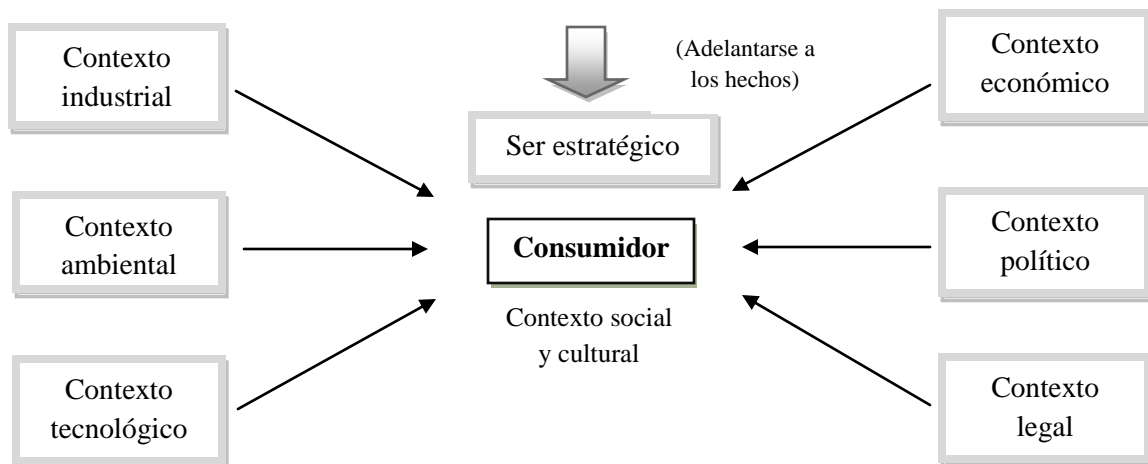 Contexto
industrial
(Adelantarse a
los hechos)
Contexto
económico
Ser estratégico
Contexto
ambiental
Consumidor
Contexto
político
Contexto social
y cultural
Contexto
tecnológico
Contexto
legal